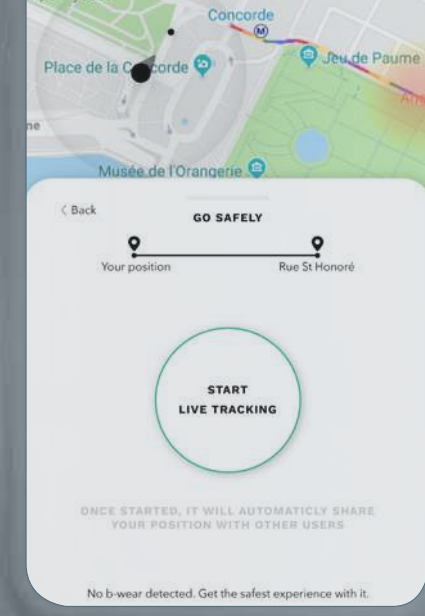 Concorde
M
Jeu de Paume
Place de la Concorde
ne
Musée de l'Orangerie
< Back
GO SAFELY
Your position
Rue St Honoré
START
LIVE TRACKING
ONCE STARTED, IT WILL AUTOMATICLY SHARE
YOUR POSITION WITH OTHER USERS
No b-wear detected. Get the safest experience with it.